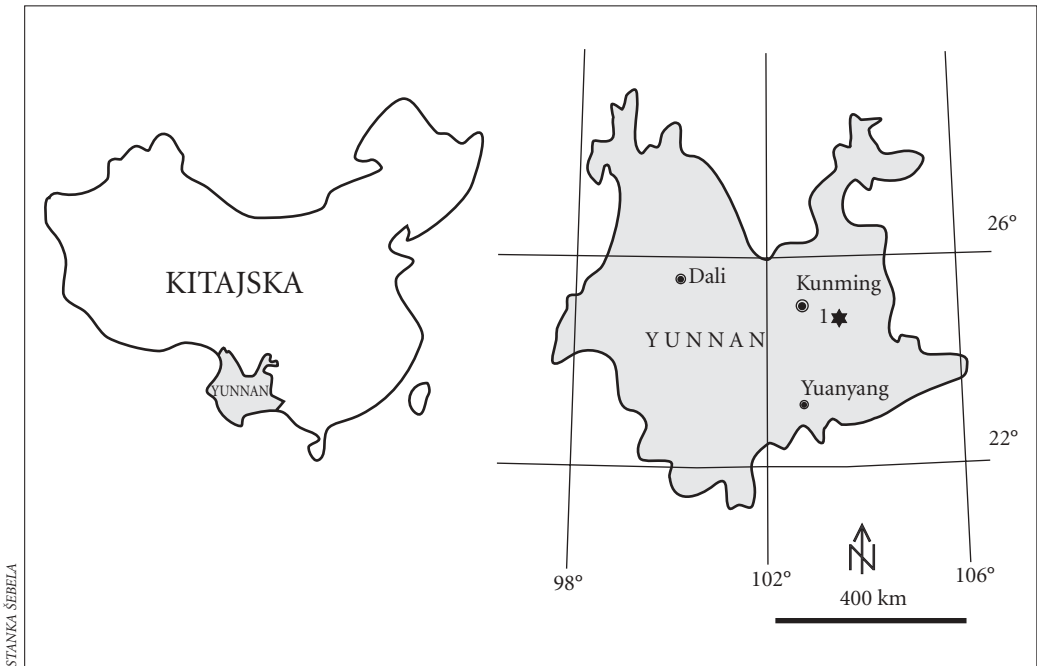 KITAJSKA
YUNNAN
26°
Dali
Kunming
1
YUNNAN
Yuanyang
22°
N
98°
102°
106°
400 km
STANKA ŠEBELA